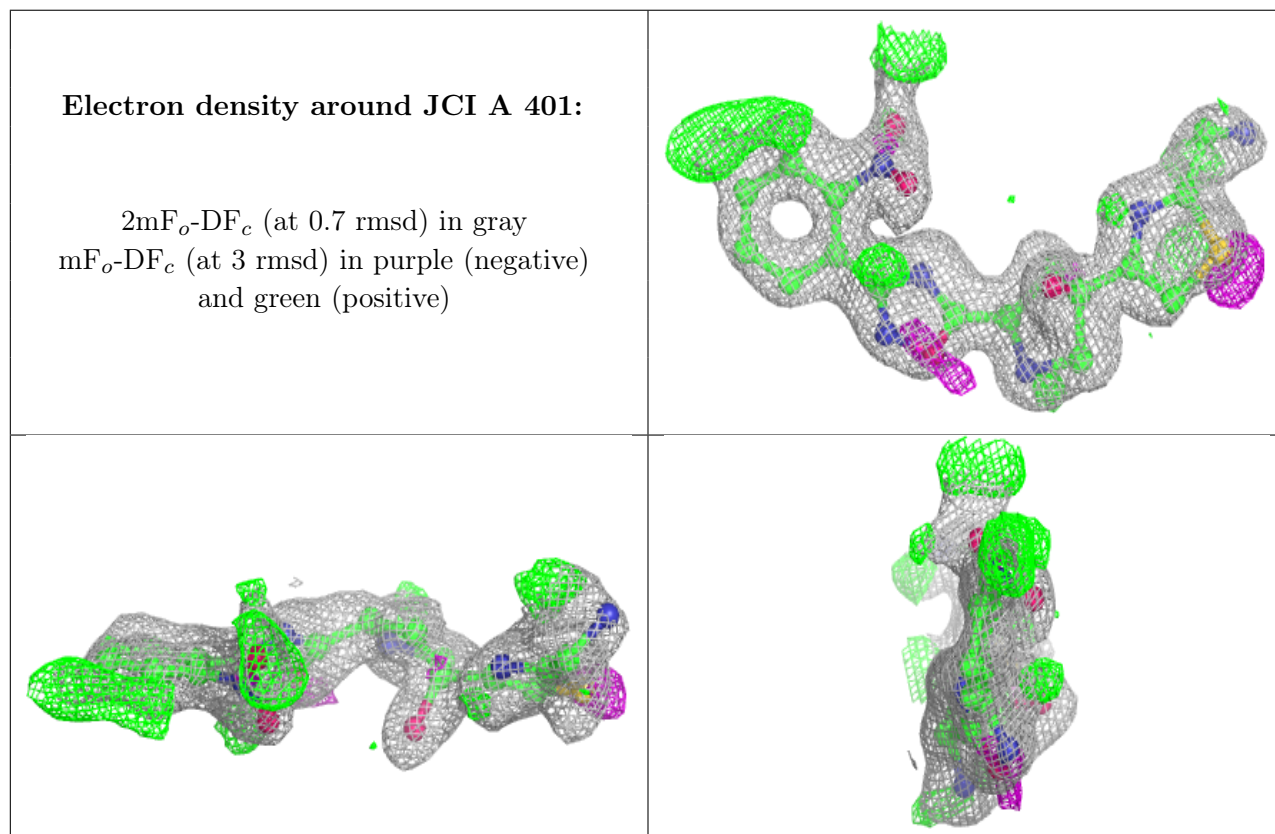 Electron density around JCI A 401:
2mFo-DFc (at 0.7 rmsd) in gray
mFo-DFc (at 3 rmsd) in purple (negative)
and green (positive)